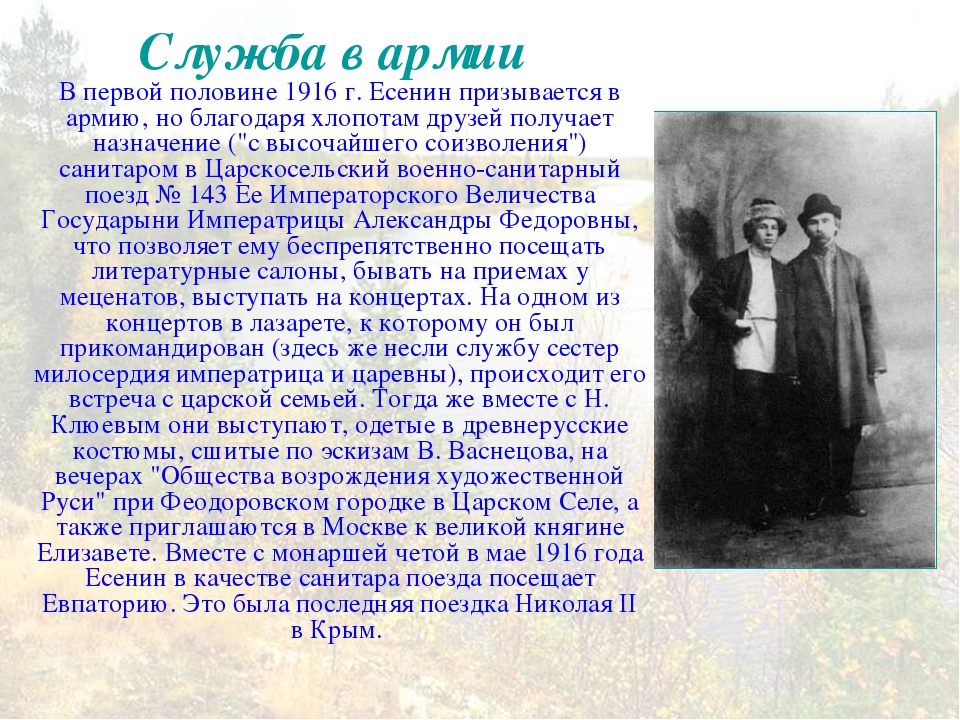 Служба в армии
В первой половине 1916 г. Есенин призывается в
армию, но благодаря хлопотам друзей получает
назначение ("с высочайшего соизволения")
санитаром в Царскосельский военно-санитарный
поезд № 143 Ее Императорского Величества
Государыни Императрицы Александры Федоровны,
что позволяет ему беспрепятственно посещать
литературные салоны, бывать на приемах у
меценатов, выступать на концертах. На одном из
концертов в лазарете, к которому он был
прикомандирован (здесь же несли службу сестер
милосердия императрица и царевны), происходит его
встреча с царской семьей. Тогда же вместе с Н.
Клюевым они выступают, одетые в древнерусские
костюмы, сшитые по эскизам В. Васнецова, на
вечерах "Общества возрождения художественной
Руси" при Феодоровском городке в Царском Селе, а
также приглашаются в Москве к великой княгине
Елизавете. Вместе с монаршей четой в мае 1916 года
Есенин в качестве санитара поезда посещает
Евпаторию. Это была последняя поездка Николая II
в Крым.